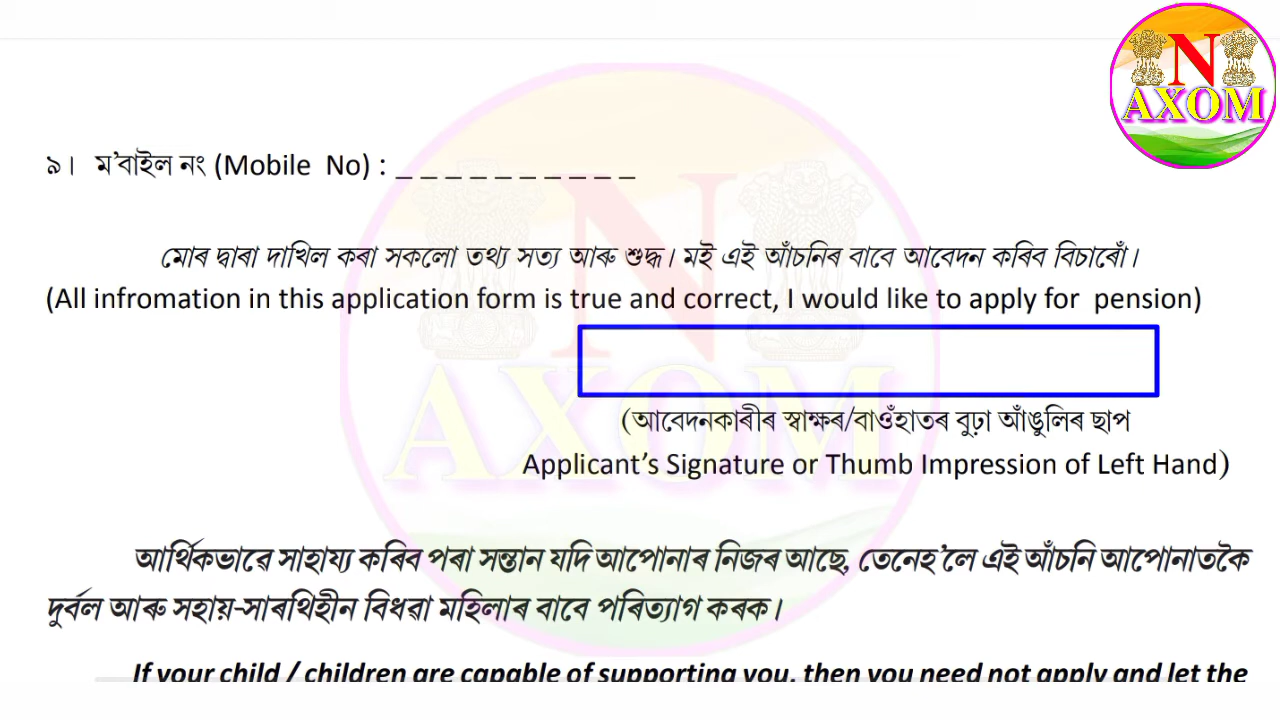 N
AXOM
৯। ম'বাইল নং (Mobile No) : _ _ _ _ _ _ _ _ _ _
মোৰ দ্বাৰা দাখিল কৰা সকলো তথ্য সত্য আৰু শুদ্ধ। মই এই আঁচনিৰ বাবে আবেদন কৰিব বিচাৰোঁ।
(All infromation in this application form is true and correct, I would like to apply for pension)
(আবেদনকাৰীৰ স্বাক্ষৰ/বাওঁহাতৰ বুঢ়া আঁঙুলিৰ ছাপ
Applicant's Signature or Thumb Impression of Left Hand)
N
AXOM
আৰ্থিকভাৱে সাহায্য কৰিব পৰা সন্তান যদি আপোনাৰ নিজৰ আছে, তেনেহ'লে এই আঁচনি আপোনাতকৈ
দুৰ্বল আৰু সহায়-সাৰথিহীন বিধৱা মহিলাৰ বাবে পৰিত্যাগ কৰক।
If your child / children are capable of supporting you, then you need not apply and let the